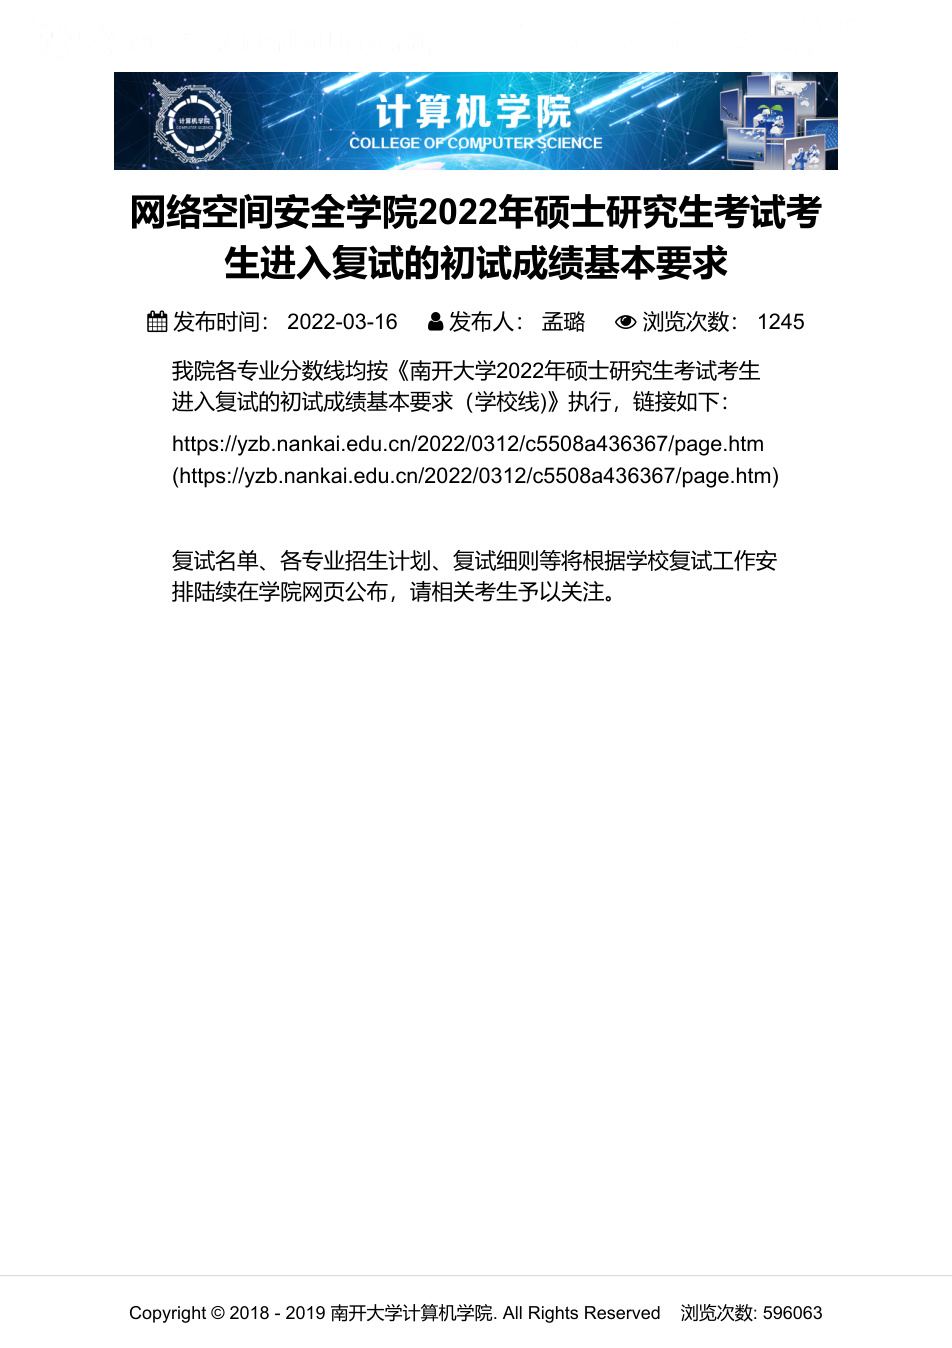 计算机学院
COMPUTER SCIENCE
计算机学院
COLLEGE OF COMPUTER SCIENCE
网络空间安全学院2022年硕士研究生考试考
生进入复试的初试成绩基本要求
发布时间： 2022-03-16 发布人： 孟璐 浏览次数： 1245
我院各专业分数线均按《南开大学2022年硕士研究生考试考生
进入复试的初试成绩基本要求（学校线)》执行，链接如下：
https://yzb.nankai.edu.cn/2022/0312/c5508a436367/page.htm
(https://yzb.nankai.edu.cn/2022/0312/c5508a436367/page.htm)
复试名单、各专业招生计划、复试细则等将根据学校复试工作安
排陆续在学院网页公布，请相关考生予以关注。
Copyright © 2018 - 2019 南开大学计算机学院. All Rights Reserved 浏览次数: 596063